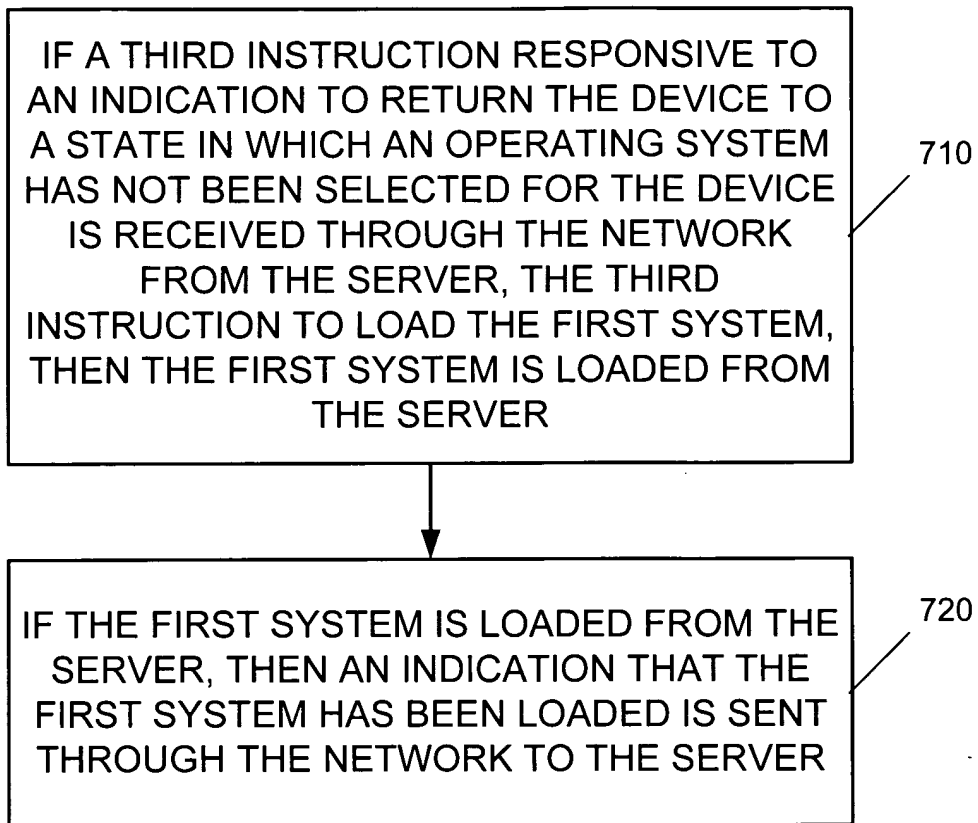 IF A THIRD INSTRUCTION RESPONSIVE TO
AN INDICATION TO RETURN THE DEVICE TO
A STATE IN WHICH AN OPERATING SYSTEM
HAS NOT BEEN SELECTED FOR THE DEVICE
IS RECEIVED THROUGH THE NETWORK
FROM THE SERVER, THE THIRD
INSTRUCTION TO LOAD THE FIRST SYSTEM,
THEN THE FIRST SYSTEM IS LOADED FROM
THE SERVER
710
IF THE FIRST SYSTEM IS LOADED FROM THE
SERVER, THEN AN INDICATION THAT THE
FIRST SYSTEM HAS BEEN LOADED IS SENT
THROUGH THE NETWORK TO THE SERVER
720